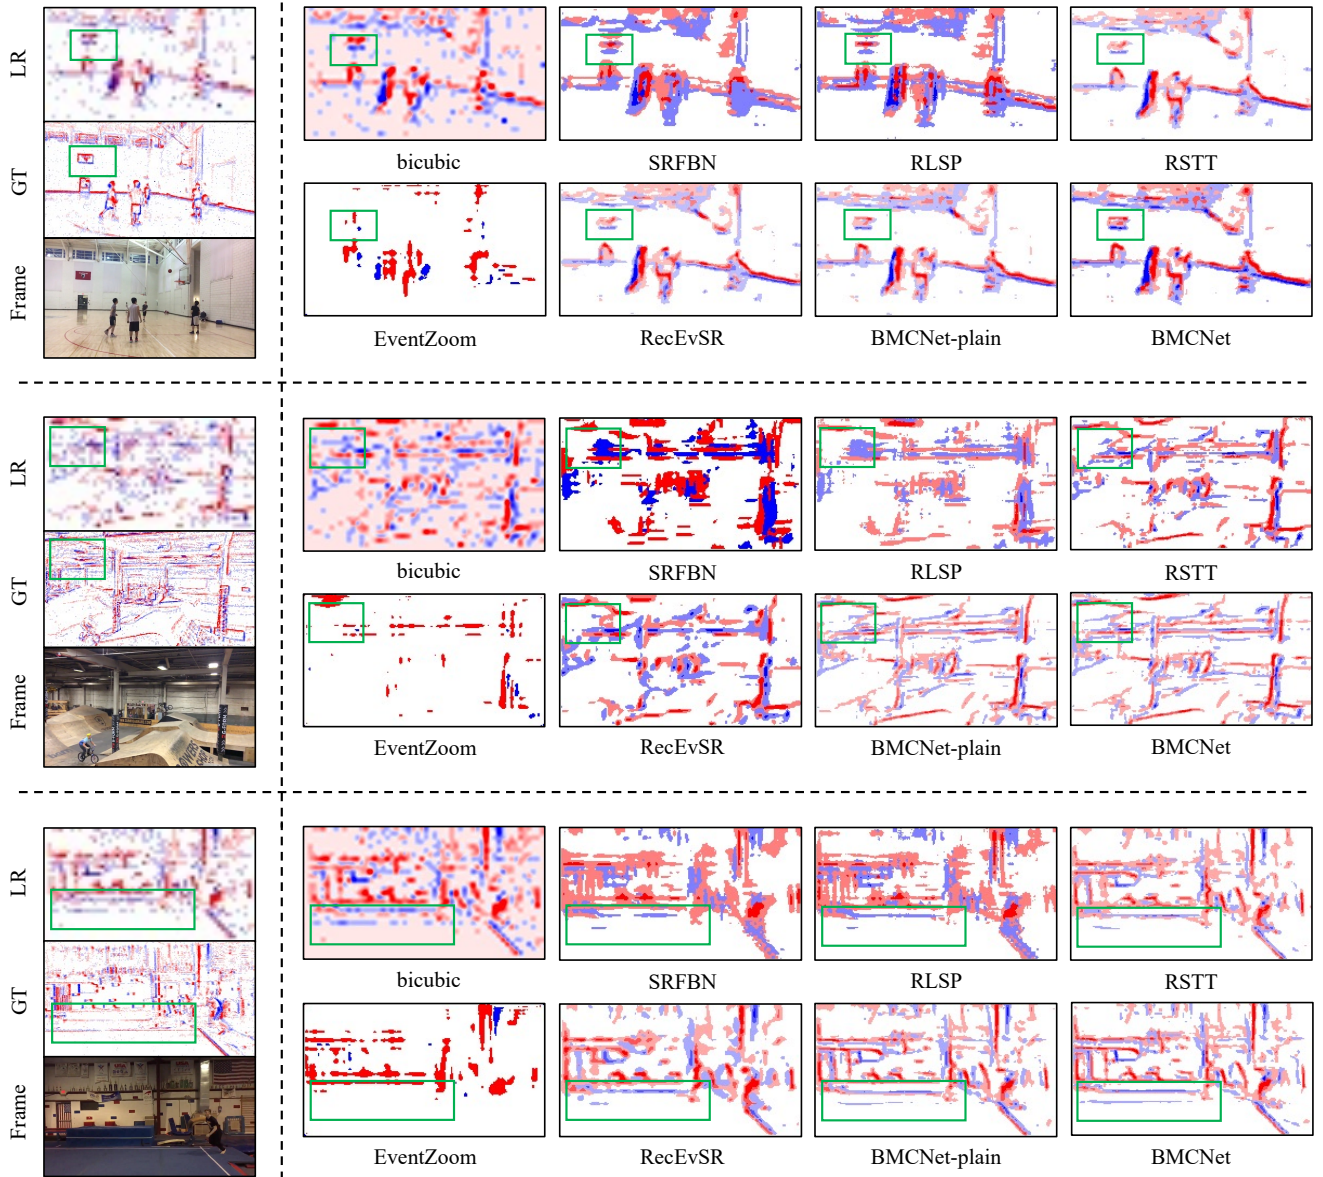 LR
GT
Frame
bicubic
SRFBN
RLSP
RSTT
EventZoom
RecEvSR
BMCNet-plain
BMCNet
LR
GT
Frame
bicubic
SRFBN
RLSP
RSTT
EventZoom
RecEvSR
BMCNet-plain
BMCNet
LR
GT
Frame
bicubic
SRFBN
RLSP
RSTT
EventZoom
RecEvSR
BMCNet-plain
BMCNet